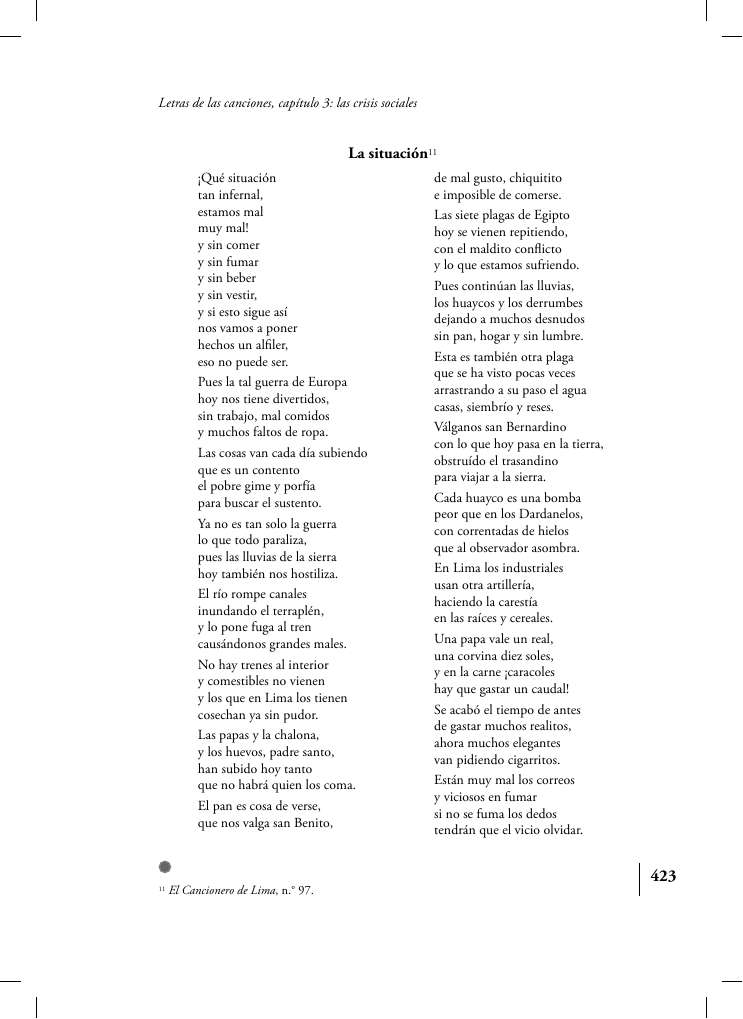 Letras de las canciones, capítulo 3: las crisis sociales
La situación11
¡Qué situación
tan infernal,
estamos mal
muy mal!
y sin comer
y sin fumar
y sin beber
y sin vestir,
y si esto sigue así
nos vamos a poner
hechos un alfiler,
eso no puede ser.
Pues la tal guerra de Europa
hoy nos tiene divertidos,
sin trabajo, mal comidos
y muchos faltos de ropa.
Las cosas van cada día subiendo
que es un contento
el pobre gime y porfía
para buscar el sustento.
Ya no es tan solo la guerra
lo que todo paraliza,
pues las lluvias de la sierra
hoy también nos hostiliza.
El río rompe canales
inundando el terraplén,
y lo pone fuga al tren
causándonos grandes males.
No hay trenes al interior
y comestibles no vienen
y los que en Lima los tienen
cosechan ya sin pudor.
Las papas y la chalona,
y los huevos, padre santo,
han subido hoy tanto
que no habrá quien los coma.
El pan es cosa de verse,
que nos valga san Benito,
de mal gusto, chiquitito
e imposible de comerse.
Las siete plagas de Egipto
hoy se vienen repitiendo,
con el maldito conflicto
y lo que estamos sufriendo.
Pues continúan las lluvias,
los huaycos y los derrumbes
dejando a muchos desnudos
sin pan, hogar y sin lumbre.
Esta es también otra plaga
que se ha visto pocas veces
arrastrando a su paso el agua
casas, siembrío y reses.
Válganos san Bernardino
con lo que hoy pasa en la tierra,
obstruído el trasandino
para viajar a la sierra.
Cada huayco es una bomba
peor que en los Dardanelos,
con correntadas de hielos
que al observador asombra.
En Lima los industriales
usan otra artillería,
haciendo la carestía
en las raíces y cereales.
Una papa vale un real,
una corvina diez soles,
y en la carne ¡caracoles
hay que gastar un caudal!
Se acabó el tiempo de antes
de gastar muchos realitos,
ahora muchos elegantes
van pidiendo cigarritos.
Están muy mal los correos
y viciosos en fumar
si no se fuma los dedos
tendrán que el vicio olvidar.
11 El Cancionero de Lima, n.° 97.
423